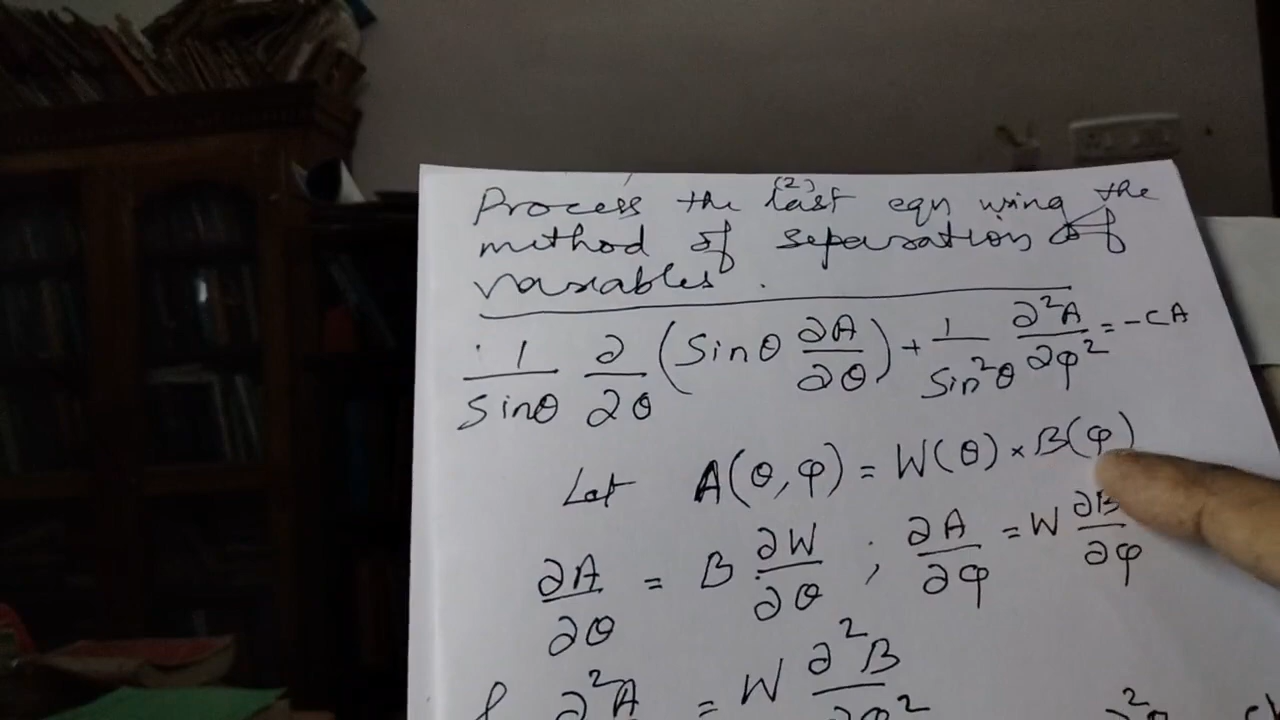 (2)
Process the last eqn using the
method of separation of
variables.
1/Sinθ ∂/∂θ (Sinθ ∂A/∂θ) + 1/Sin²θ ∂²A/∂φ² = -CA
Let A(θ,φ) = W(θ) × B(φ)
∂A/∂θ = B ∂W/∂θ ; ∂A/∂φ = W ∂B/∂φ
∂²A = W ∂²B/∂φ²